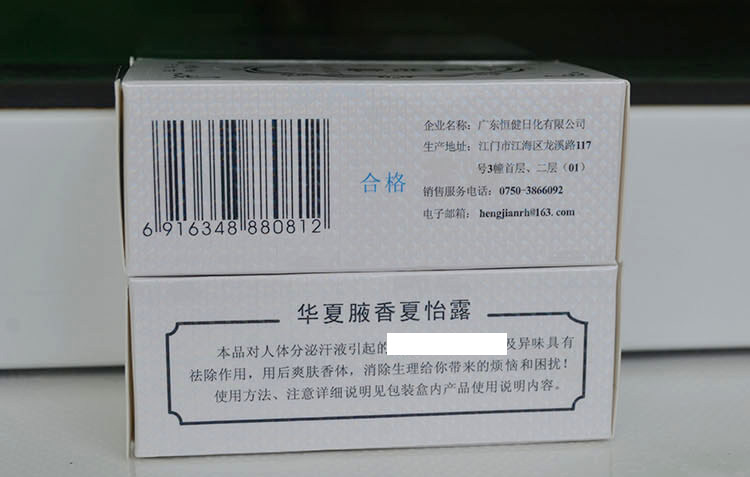 6 916348 880812
合格
企业名称：广东恒健日化有限公司
生产地址：江门市江海区龙溪路117
号3幢首层、二层（01）
销售服务电话：0750-3866092
电子邮箱：hengjianrh@163.com
华夏腋香夏怡露
本品对人体分泌汗液引起的 及异味具有
祛除作用，用后爽肤香体，消除生理给你带来的烦恼和困扰！
使用方法、注意详细说明见包装盒内产品使用说明内容。